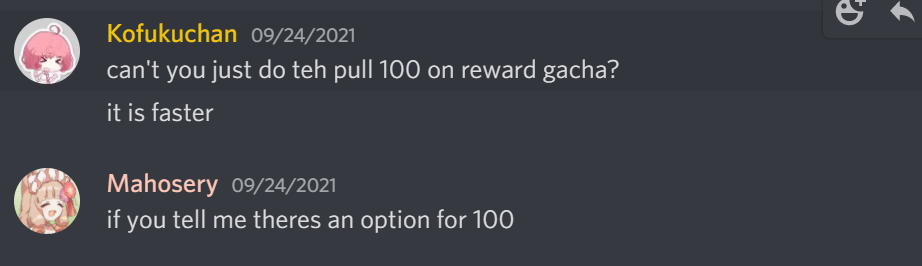 Kofukuchan 09/24/2021
can't you just do teh pull 100 on reward gacha?
it is faster
Mahosery 09/24/2021
if you tell me theres an option for 100